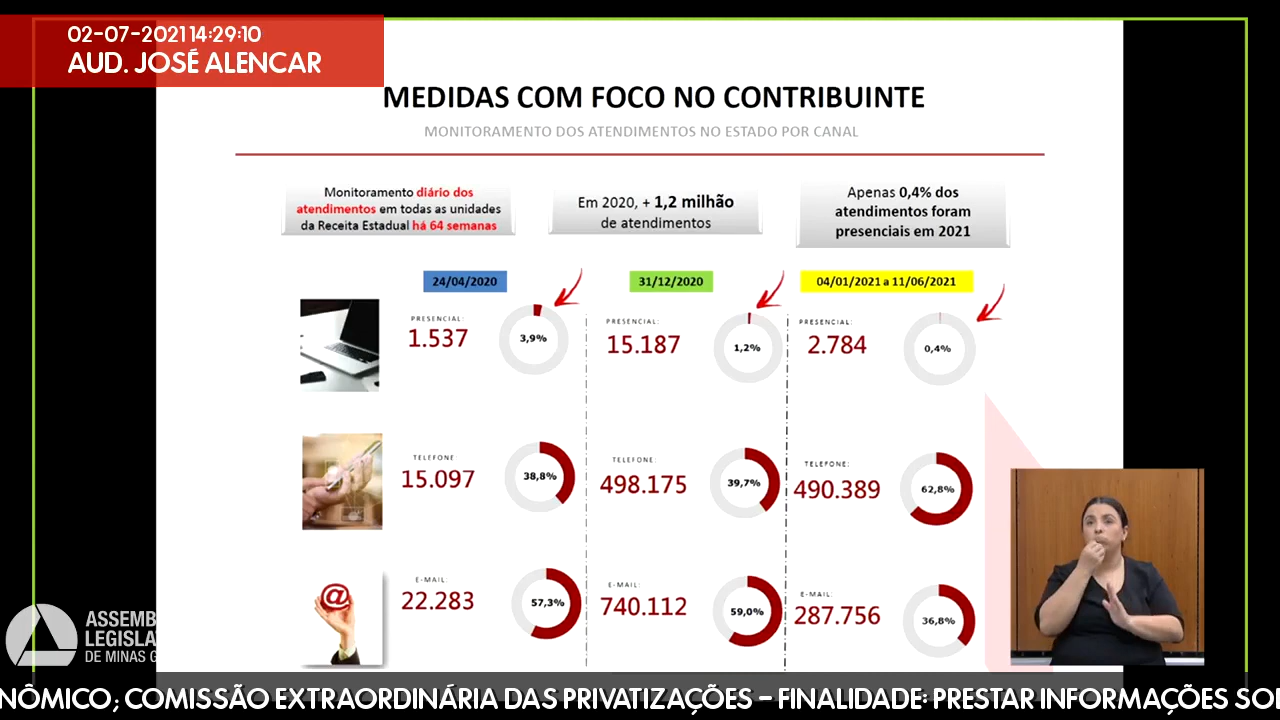 02-07-2021 14:29:10
AUD. JOSÉ ALENCAR
MEDIDAS COM FOCO NO CONTRIBUINTE
MONITORAMENTO DOS ATENDIMENTOS NO ESTADO POR CANAL
Monitoramento diário dos
atendimentos em todas as unidades
da Receita Estadual há 64 semanas
Em 2020, + 1,2 milhão
de atendimentos
Apenas 0,4% dos
atendimentos foram
presenciais em 2021
24/04/2020
31/12/2020
04/01/2021 a 11/06/2021
PRESENCIAL:
1.537
3,9%
PRESENCIAL:
15.187
1,2%
PRESENCIAL:
2.784
0,4%
TELEFONE:
15.097
38,8%
TELEFONE:
498.175
39,7%
TELEFONE:
490.389
62,8%
E-MAIL:
22.283
57,3%
E-MAIL:
740.112
59,0%
E-MAIL:
287.756
36,8%
@
ASSEMB
LEGISLA
DE MINAS G
NÔMICO; COMISSÃO EXTRAORDINÁRIA DAS PRIVATIZAÇÕES – FINALIDADE: PRESTAR INFORMAÇÕES SO